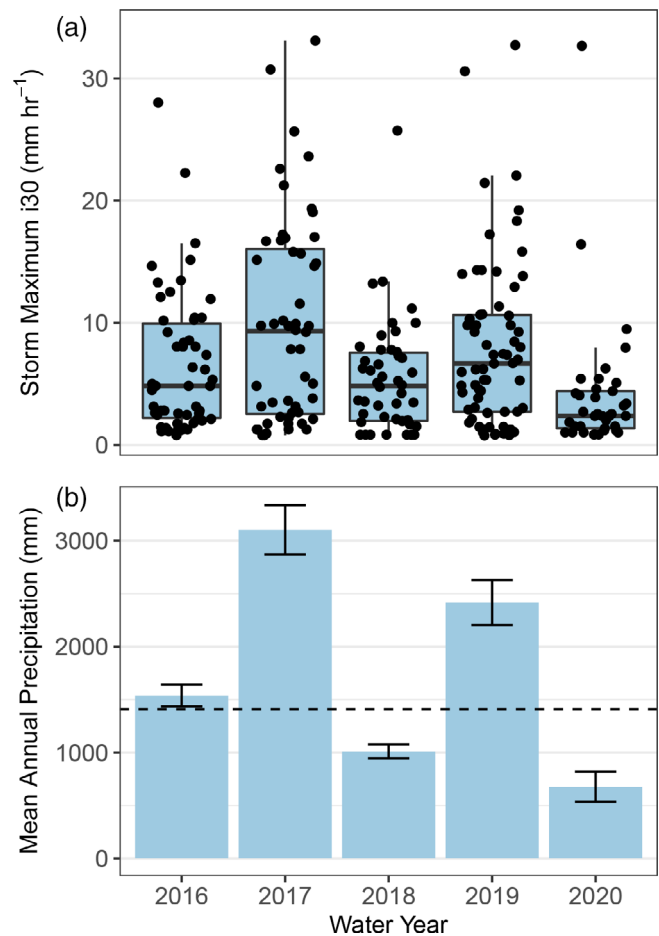 (a)
Storm Maximum i30 (mm hr⁻¹)
30
20
10
0
(b)
Mean Annual Precipitation (mm)
3000
2000
1000
0
2016 2017 2018 2019 2020
Water Year